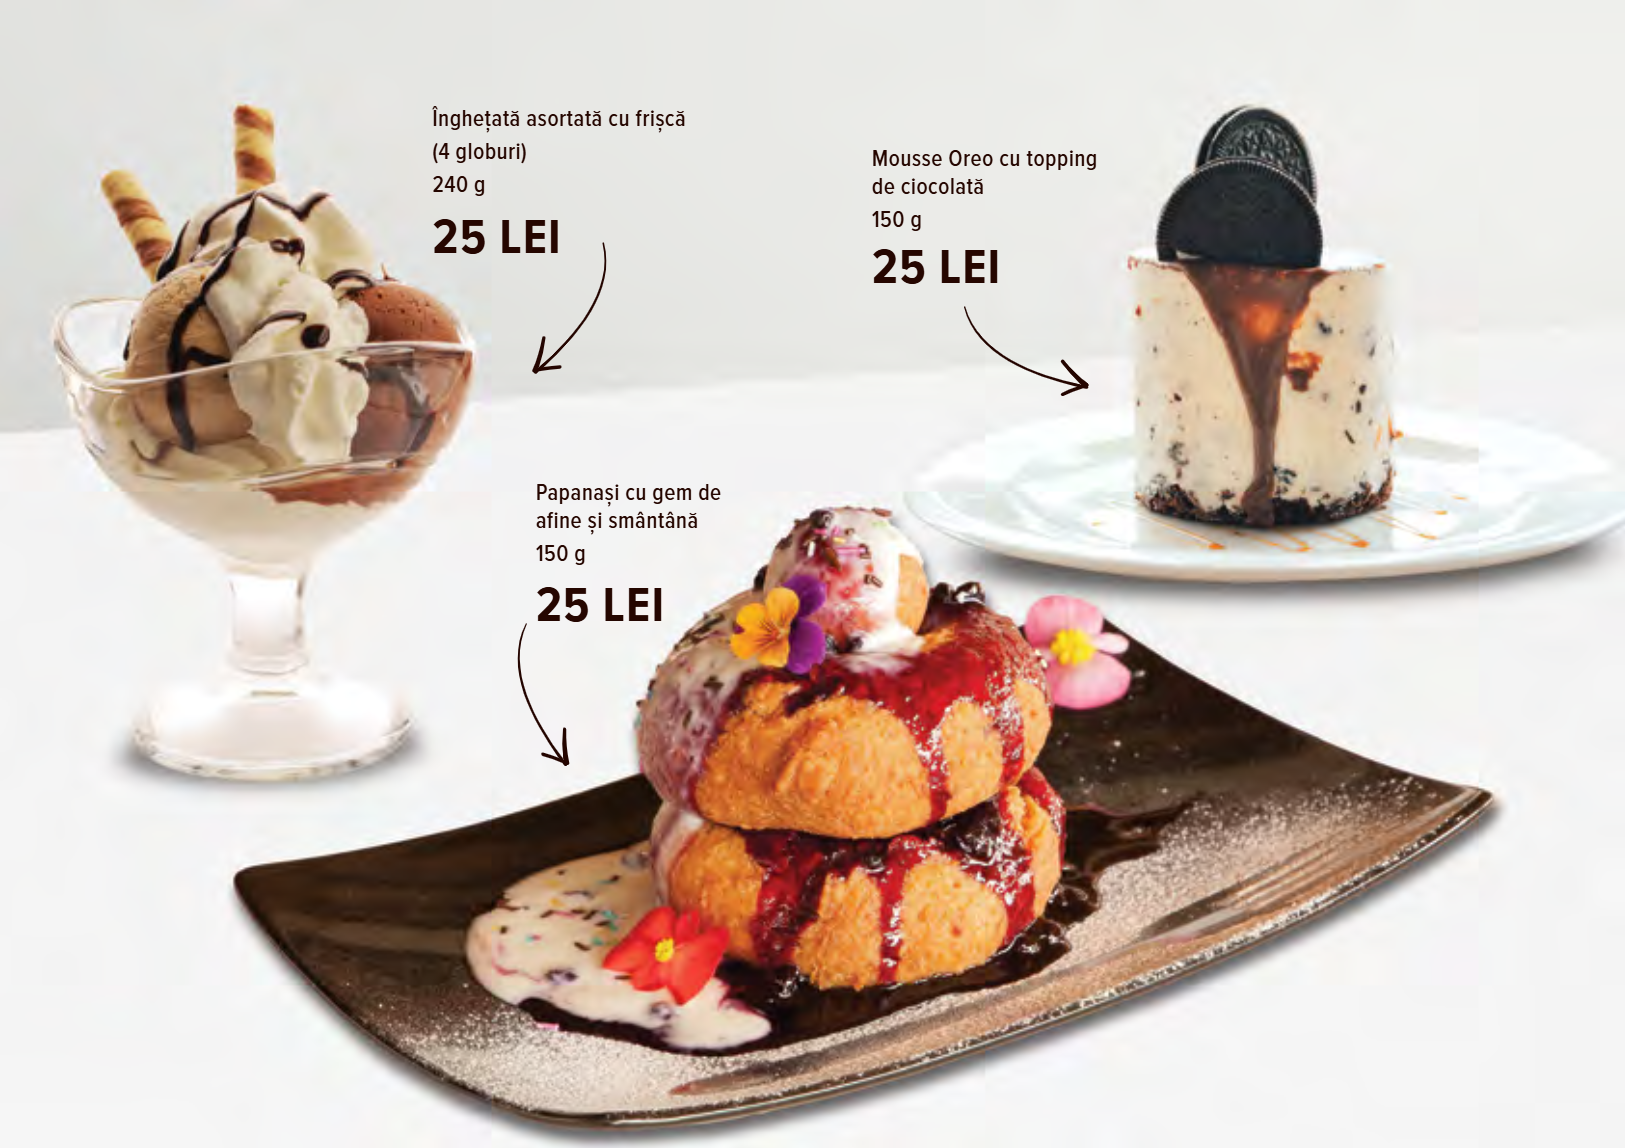 Înghețată asortată cu frișcă
(4 globuri)
240 g
25 LEI
Mousse Oreo cu topping
de ciocolată
150 g
25 LEI
Papanași cu gem de
afine și smântână
150 g
25 LEI